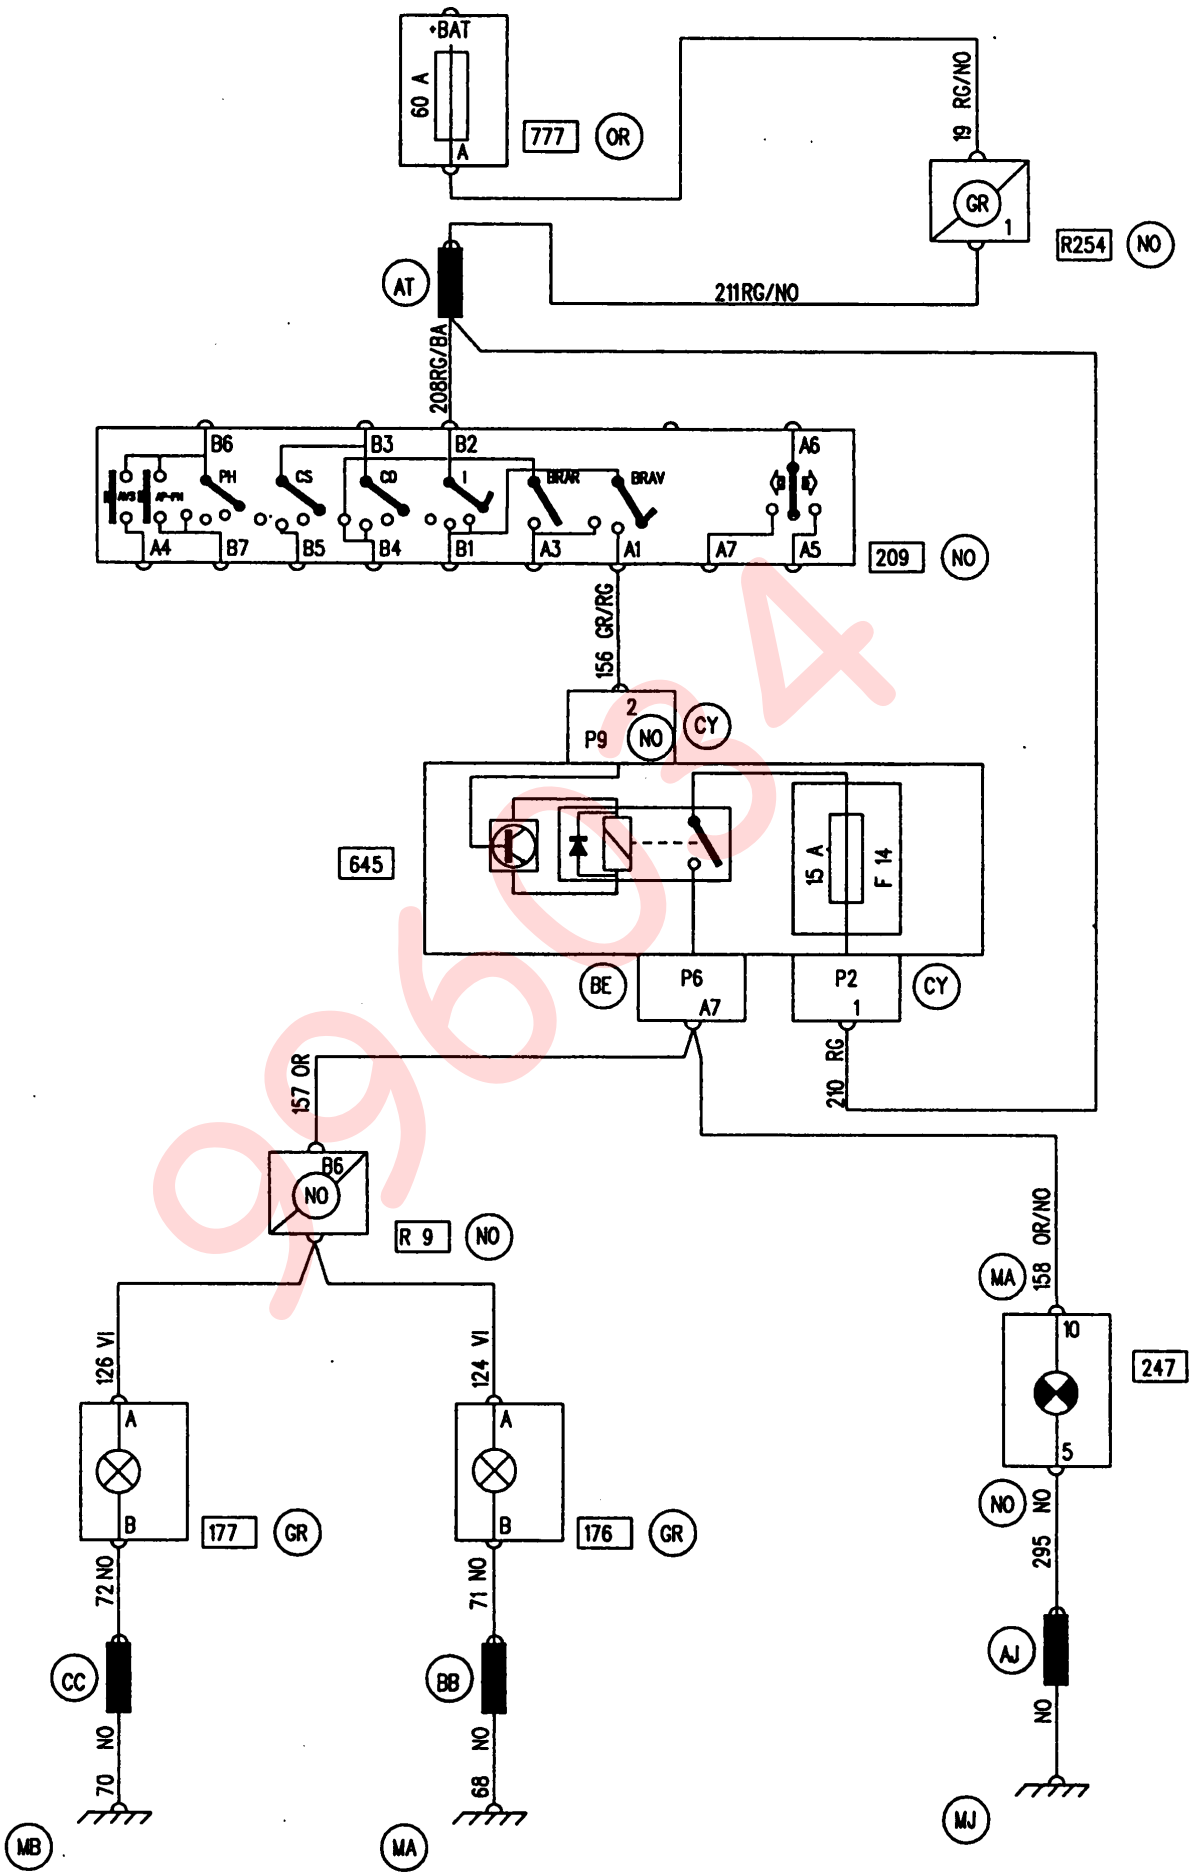 +BAT
60 A
A
777
OR
19 RG/NO
GR
1
R254
NO
AT
211RG/NO
208RG/BA
B6
B3
B2
A6
AVS
AP-PH
PH
CS
CO
I
BRAR
BRAV
A4
B7
B5
B4
B1
A3
A1
A7
A5
209
NO
156 GR/RG
2
P9
NO
CY
645
15 A
F 14
BE
P6
A7
P2
1
CY
157 OR
210 RG
B6
NO
R 9
NO
158 OR/NO
MA
10
247
5
NO
295 NO
126 VI
124 VI
A
B
177
GR
A
B
176
GR
72 NO
71 NO
CC
BB
AJ
NO
70 NO
68 NO
MB
MA
MJ
996034